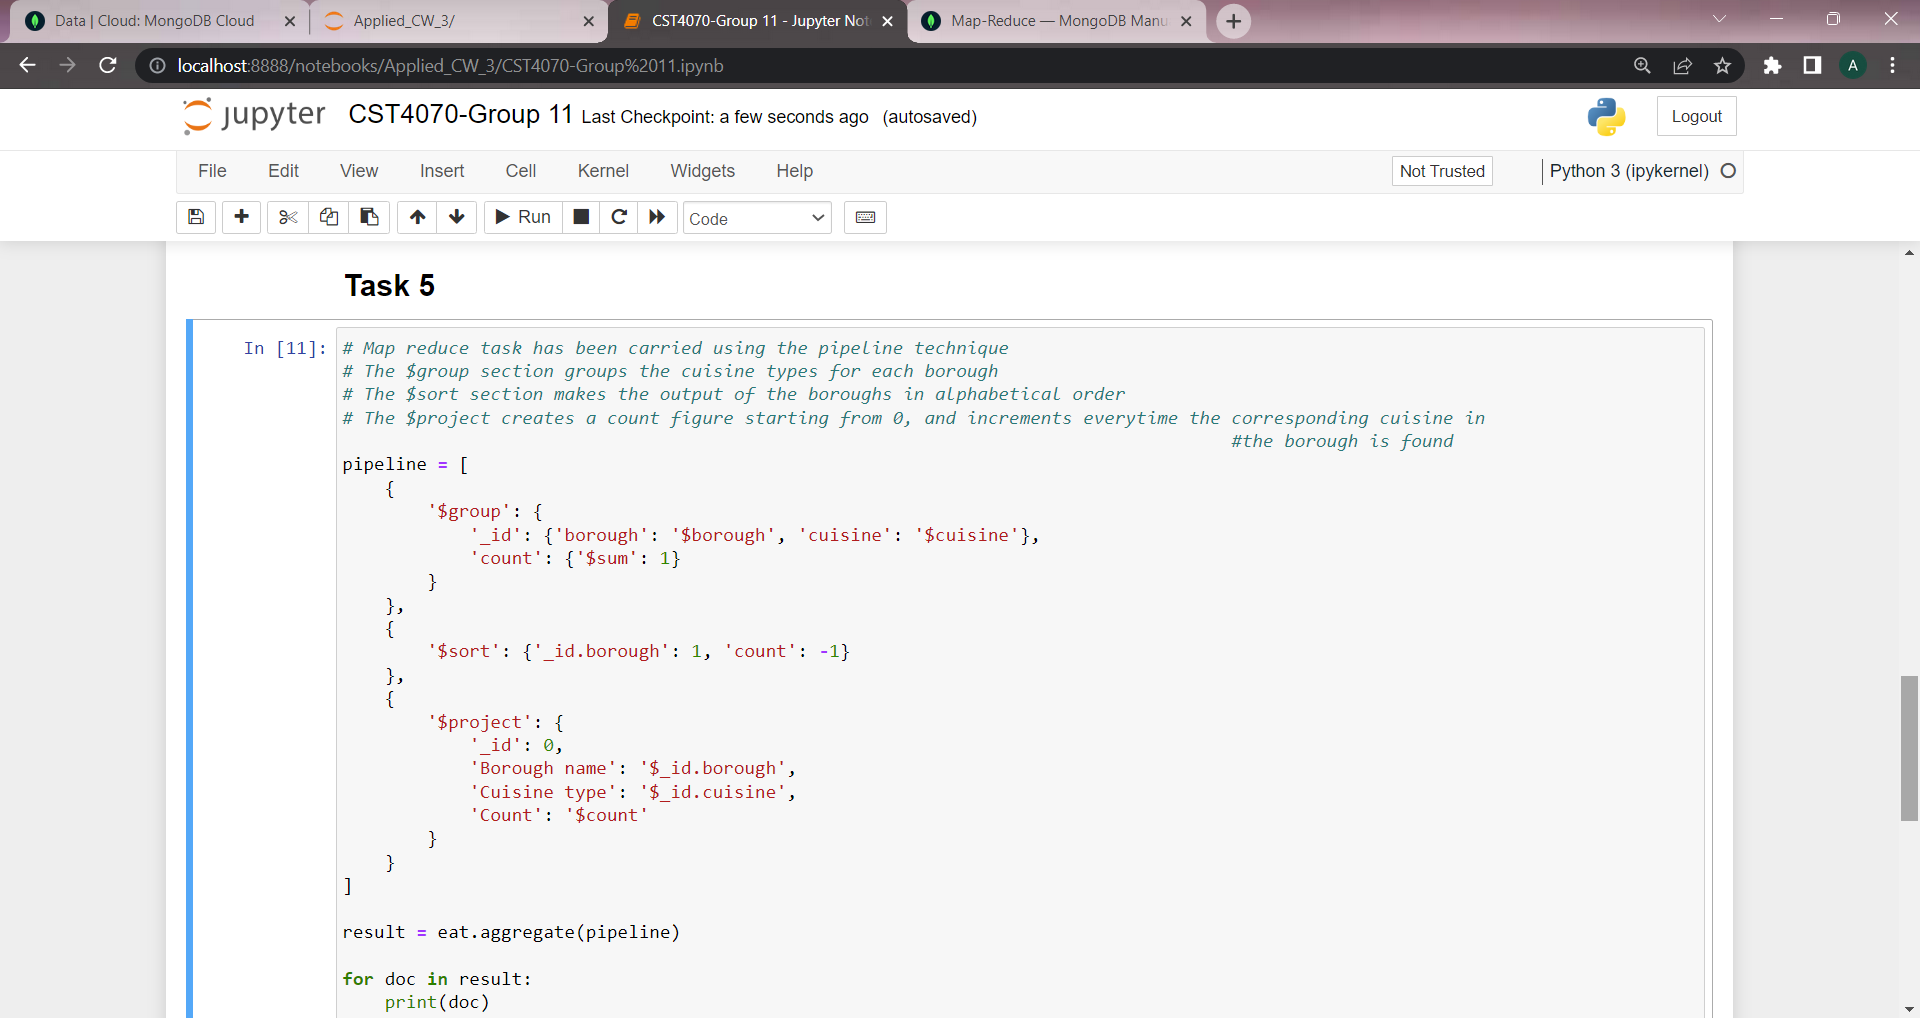 Data | Cloud: MongoDB Cloud
Applied_CW_3/
CST4070-Group 11 - Jupyter Not
Map-Reduce — MongoDB Manu
localhost:8888/notebooks/Applied_CW_3/CST4070-Group%2011.ipynb
A
jupyter CST4070-Group 11 Last Checkpoint: a few seconds ago (autosaved)
Logout
File Edit View Insert Cell Kernel Widgets Help
Not Trusted
Python 3 (ipykernel)
Run
Code
Task 5
In [11]: # Map reduce task has been carried using the pipeline technique
# The $group section groups the cuisine types for each borough
# The $sort section makes the output of the boroughs in alphabetical order
# The $project creates a count figure starting from 0, and increments everytime the corresponding cuisine in
#the borough is found
pipeline = [
{
'$group': {
'_id': {'borough': '$borough', 'cuisine': '$cuisine'},
'count': {'$sum': 1}
}
},
{
'$sort': {'_id.borough': 1, 'count': -1}
},
{
'$project': {
'_id': 0,
'Borough name': '$_id.borough',
'Cuisine type': '$_id.cuisine',
'Count': '$count'
}
}
]
result = eat.aggregate(pipeline)
for doc in result:
print(doc)